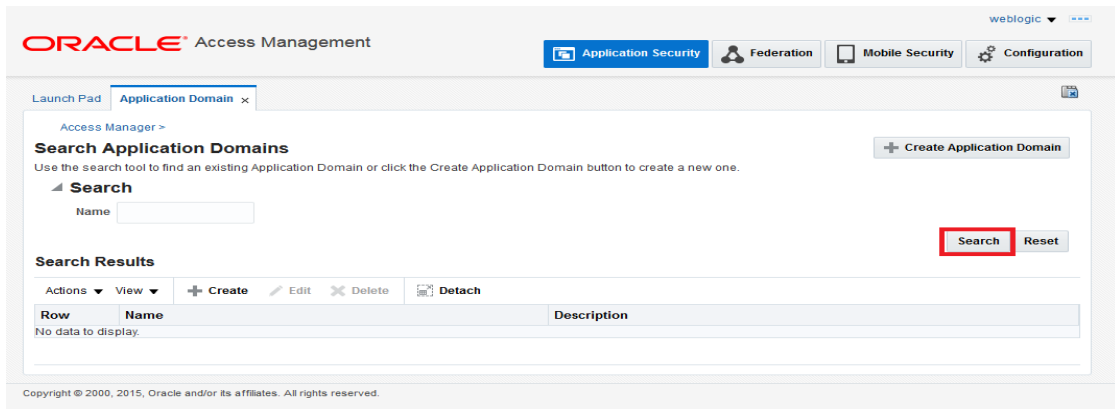 weblogic
ORACLE Access Management
Application Security Federation Mobile Security Configuration
Launch Pad Application Domain x
Access Manager >
Search Application Domains
Create Application Domain
Use the search tool to find an existing Application Domain or click the Create Application Domain button to create a new one.
Search
Name
Search Reset
Search Results
Actions View Create Edit Delete Detach
Row Name Description
No data to display.
Copyright © 2000, 2015, Oracle and/or its affiliates. All rights reserved.